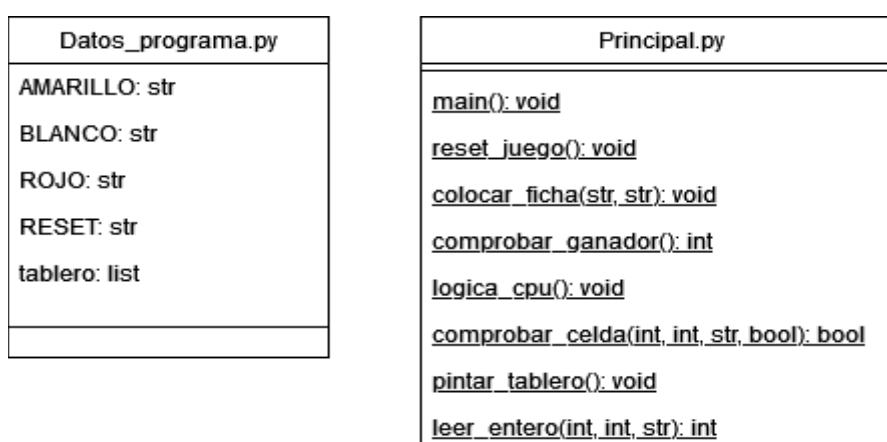 Datos_programa.py
AMARILLO: str
BLANCO: str
ROJO: str
RESET: str
tablero: list
Principal.py
main(): void
reset_juego(): void
colocar_ficha(str, str): void
comprobar_ganador(): int
logica_cpu(): void
comprobar_celda(int, int, str, bool): bool
pintar_tablero(): void
leer_entero(int, int, str): int